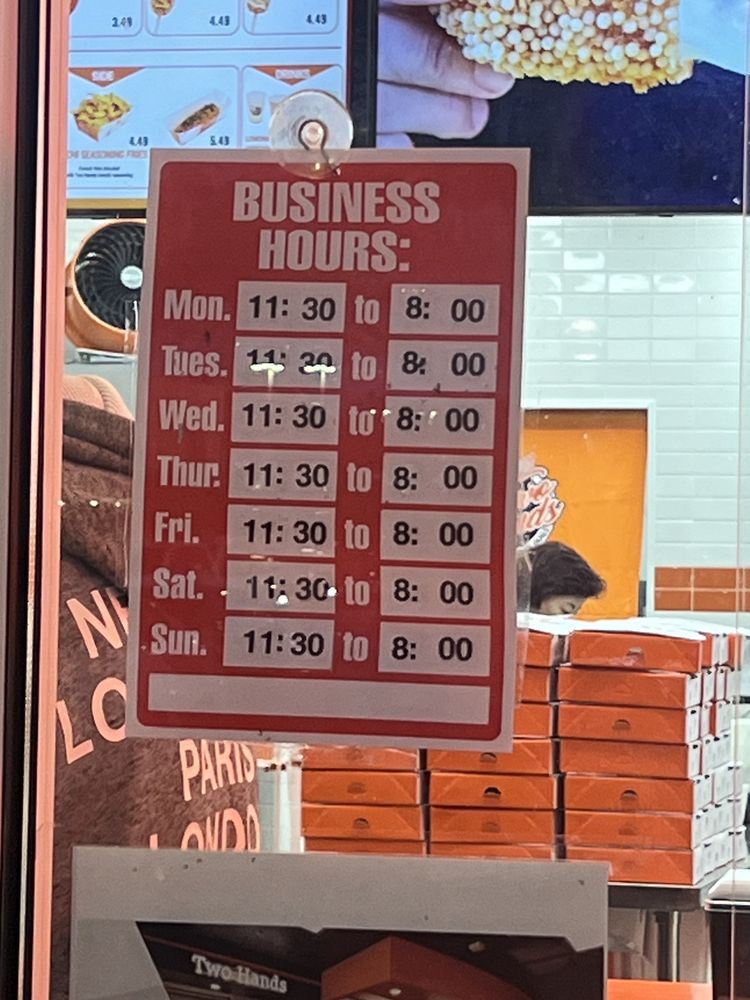 3.49 4.49 4.49
SIDE DRINKS
4.49 5.49
SEASONING FRIES
BUSINESS
HOURS:
Mon. 11: 30 to 8: 00
Tues. 11: 30 to 8: 00
Wed. 11: 30 to 8: 00
Thur. 11: 30 to 8: 00
Fri. 11: 30 to 8: 00
Sat. 11: 30 to 8: 00
Sun. 11: 30 to 8: 00
PARIS
LONDO
Two Hands